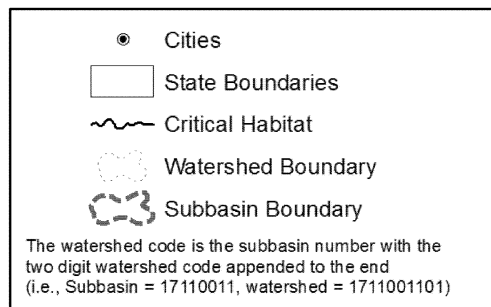 Cities
State Boundaries
Critical Habitat
Watershed Boundary
Subbasin Boundary
The watershed code is the subbasin number with the
two digit watershed code appended to the end
(i.e., Subbasin = 17110011, watershed = 1711001101)